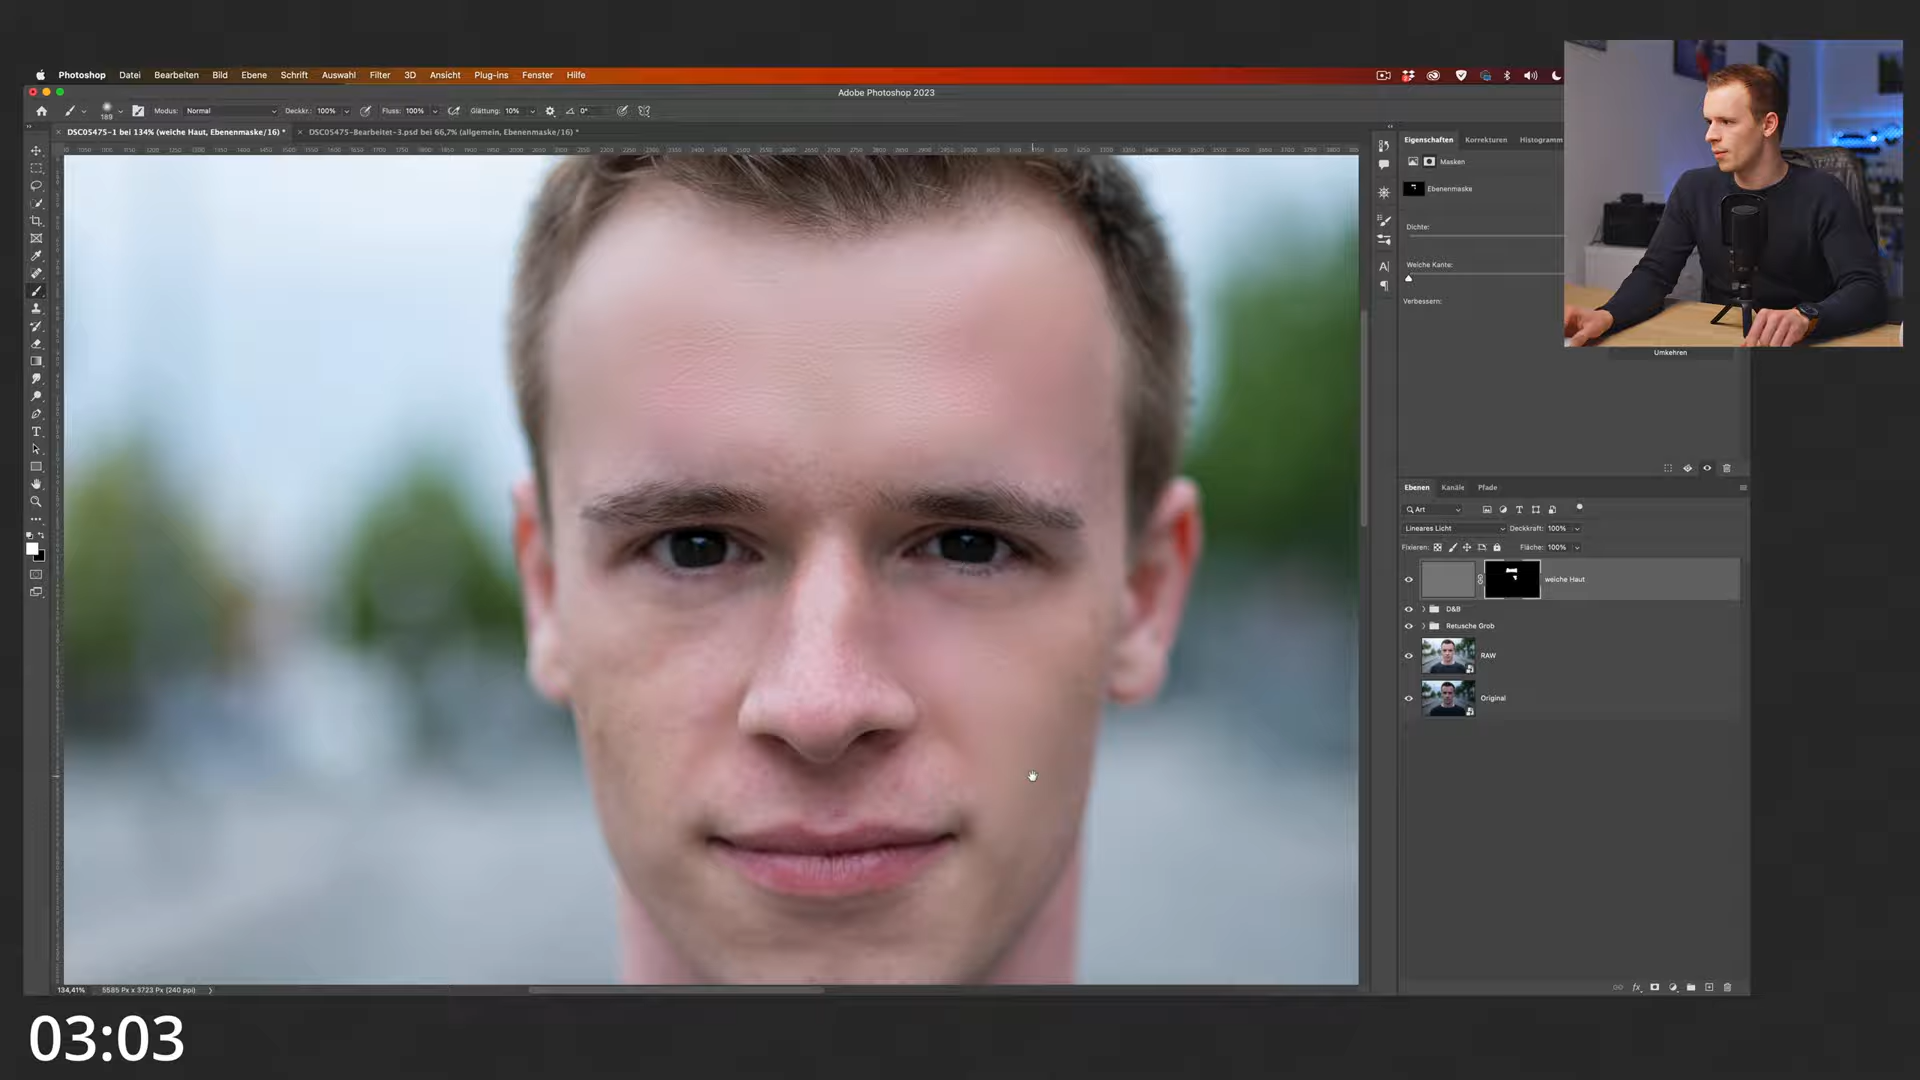 Photoshop Datei Bearbeiten Bild Ebene Schrift Auswahl Filter 3D Ansicht Plug-ins Fenster Hilfe
Adobe Photoshop 2023
189 Modus: Normal Deckkr.: 100% Fluss: 100% Glättung: 10% 0°
DSC05475-1 bei 134% (weiche Haut, Ebenenmaske/16) * DSC05475-Bearbeitet-3.psd bei 66,7% (allgemein, Ebenenmaske/16) *
Eigenschaften Korrekturen Histogramm
Masken
Ebenenmaske
Dichte:
Weiche Kante:
Verbessern:
Umkehren
Ebenen Kanäle Pfade
Art
Lineares Licht Deckkraft: 100%
Fixieren: Fläche: 100%
weiche Haut
D&B
Retusche Grob
RAW
Original
134,41% 5585 Px x 3723 Px (240 ppi)
03:03